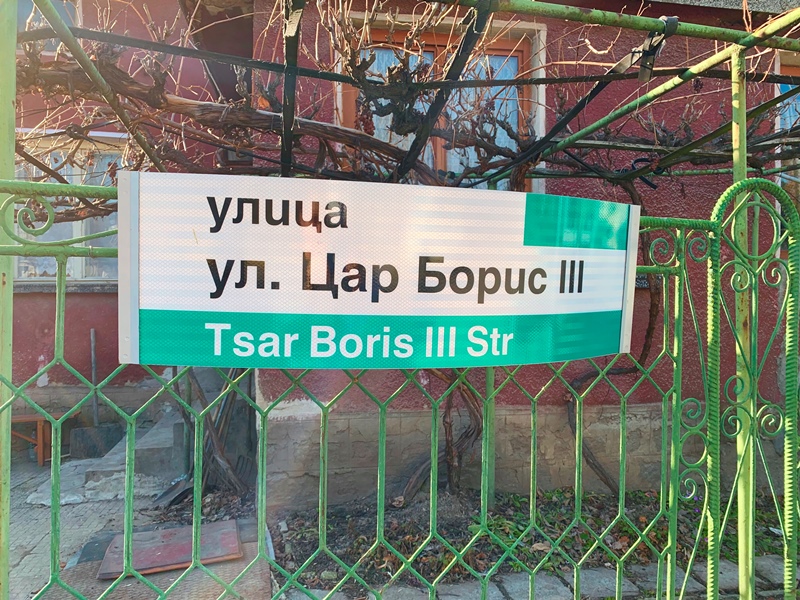 улица
ул. Цар Борис III
Tsar Boris III Str